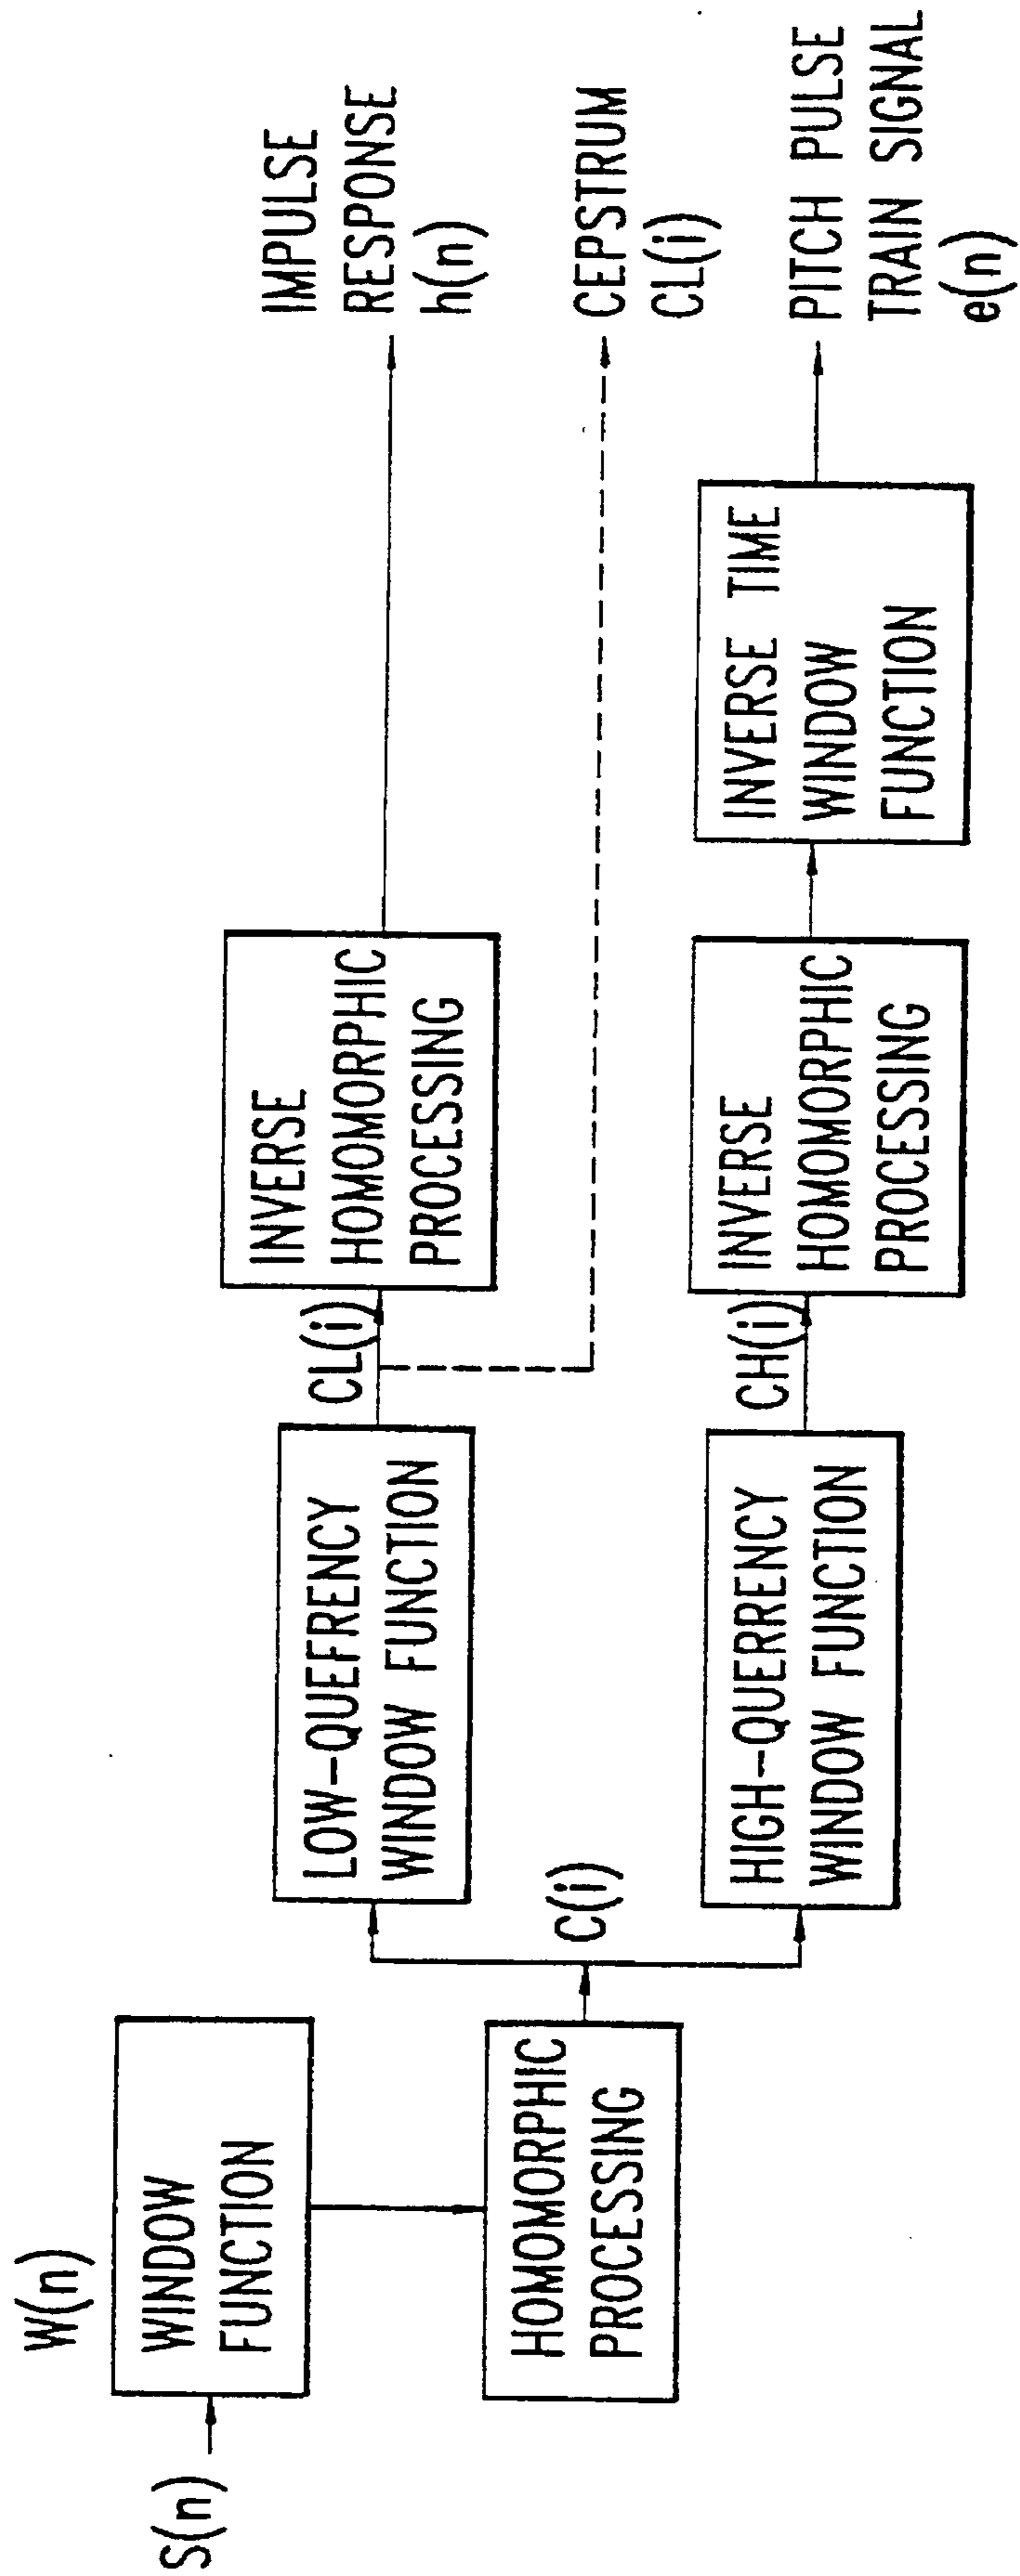 S(n)
W(n)
WINDOW
FUNCTION
HOMOMORPHIC
PROCESSING
C(i)
LOW-QUEFRENCY
WINDOW FUNCTION
CL(i)
INVERSE
HOMOMORPHIC
PROCESSING
IMPULSE
RESPONSE
h(n)
CEPSTRUM
CL(i)
HIGH-QUERRENCY
WINDOW FUNCTION
CH(i)
INVERSE
HOMOMORPHIC
PROCESSING
INVERSE TIME
WINDOW
FUNCTION
PITCH PULSE
TRAIN SIGNAL
e(n)